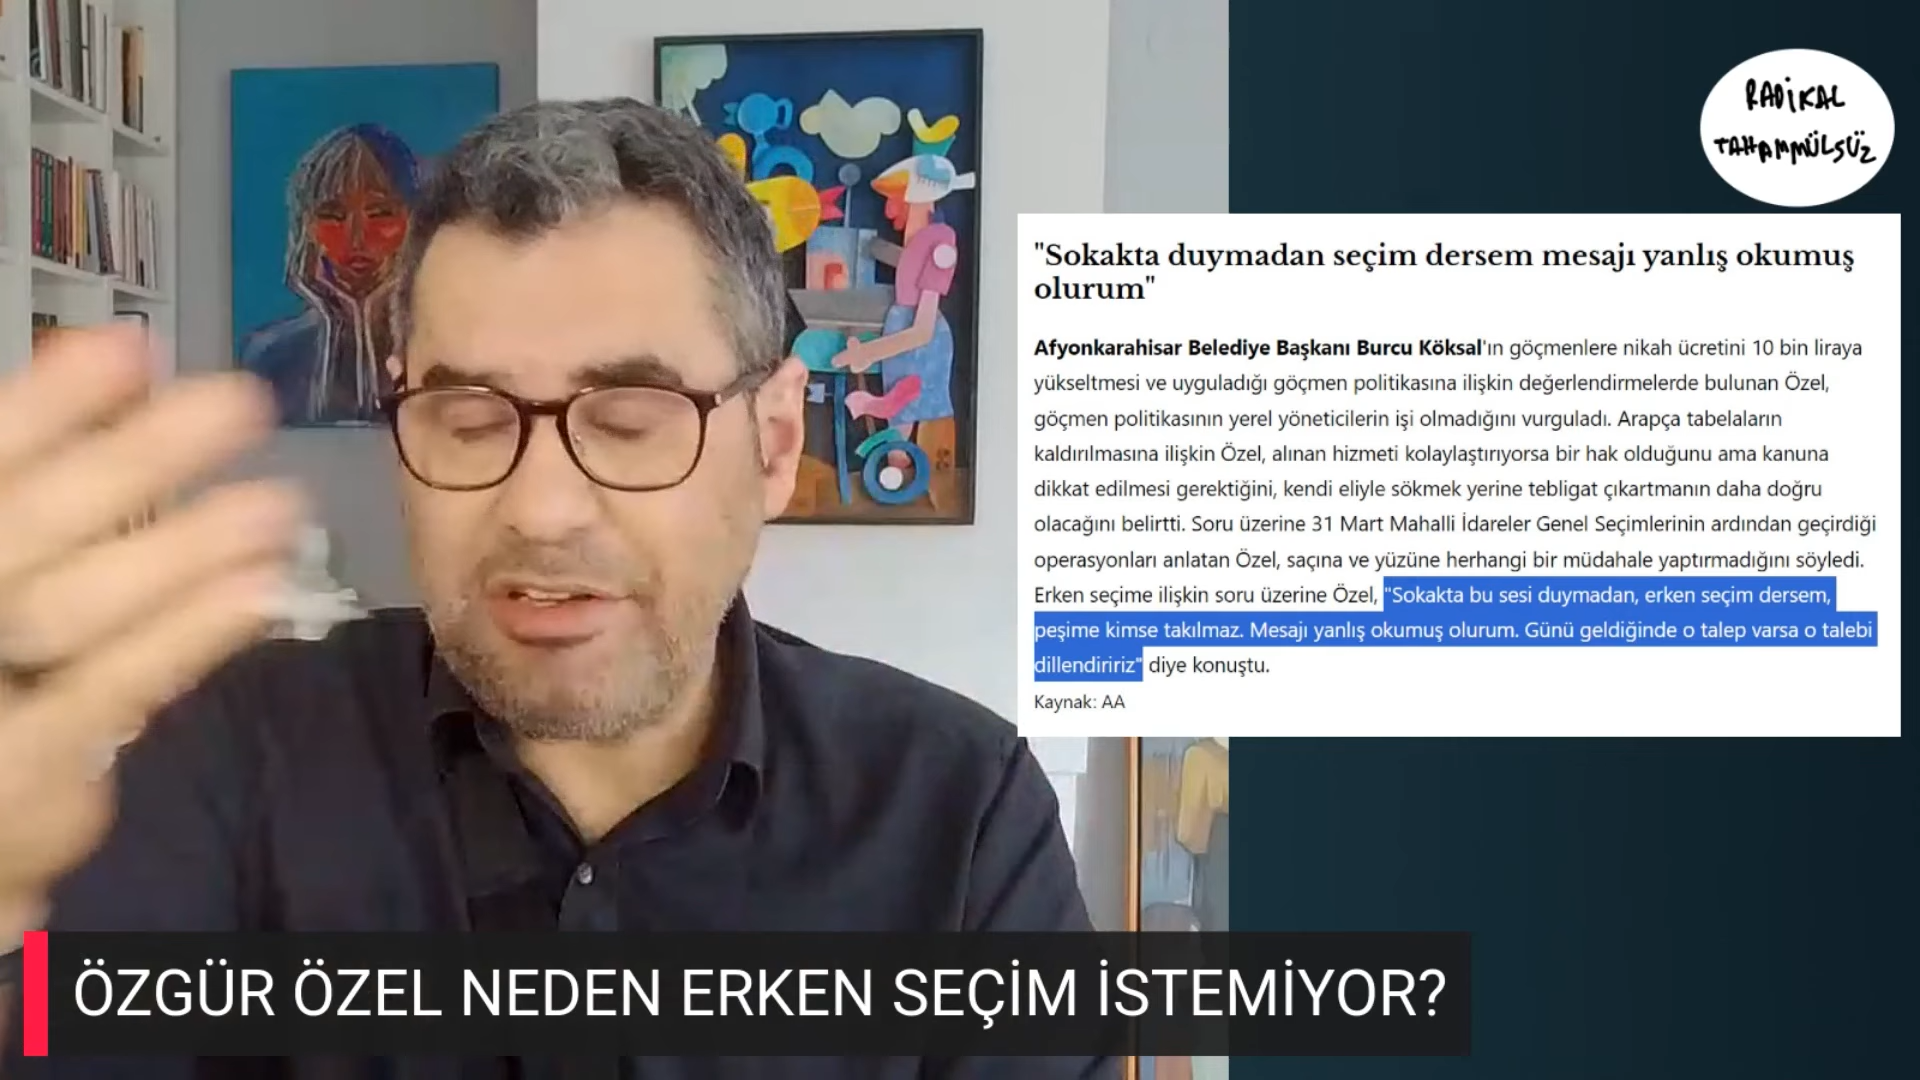 RADİKAL
TAHAMMÜLSÜZ
"Sokakta duymadan seçim dersem mesajı yanlış okumuş
olurum"
Afyonkarahisar Belediye Başkanı Burcu Köksal'ın göçmenlere nikah ücretini 10 bin liraya
yükseltmesi ve uyguladığı göçmen politikasına ilişkin değerlendirmelerde bulunan Özel,
göçmen politikasının yerel yöneticilerin işi olmadığını vurguladı. Arapça tabelaların
kaldırılmasına ilişkin Özel, alınan hizmeti kolaylaştırıyorsa bir hak olduğunu ama kanuna
dikkat edilmesi gerektiğini, kendi eliyle sökmek yerine tebligat çıkartmanın daha doğru
olacağını belirtti. Soru üzerine 31 Mart Mahalli İdareler Genel Seçimlerinin ardından geçirdiği
operasyonları anlatan Özel, saçına ve yüzüne herhangi bir müdahale yaptırmadığını söyledi.
Erken seçime ilişkin soru üzerine Özel, "Sokakta bu sesi duymadan, erken seçim dersem,
peşime kimse takılmaz. Mesajı yanlış okumuş olurum. Günü geldiğinde o talep varsa o talebi
dillendiririz" diye konuştu.
Kaynak: AA
ÖZGÜR ÖZEL NEDEN ERKEN SEÇİM İSTEMİYOR?